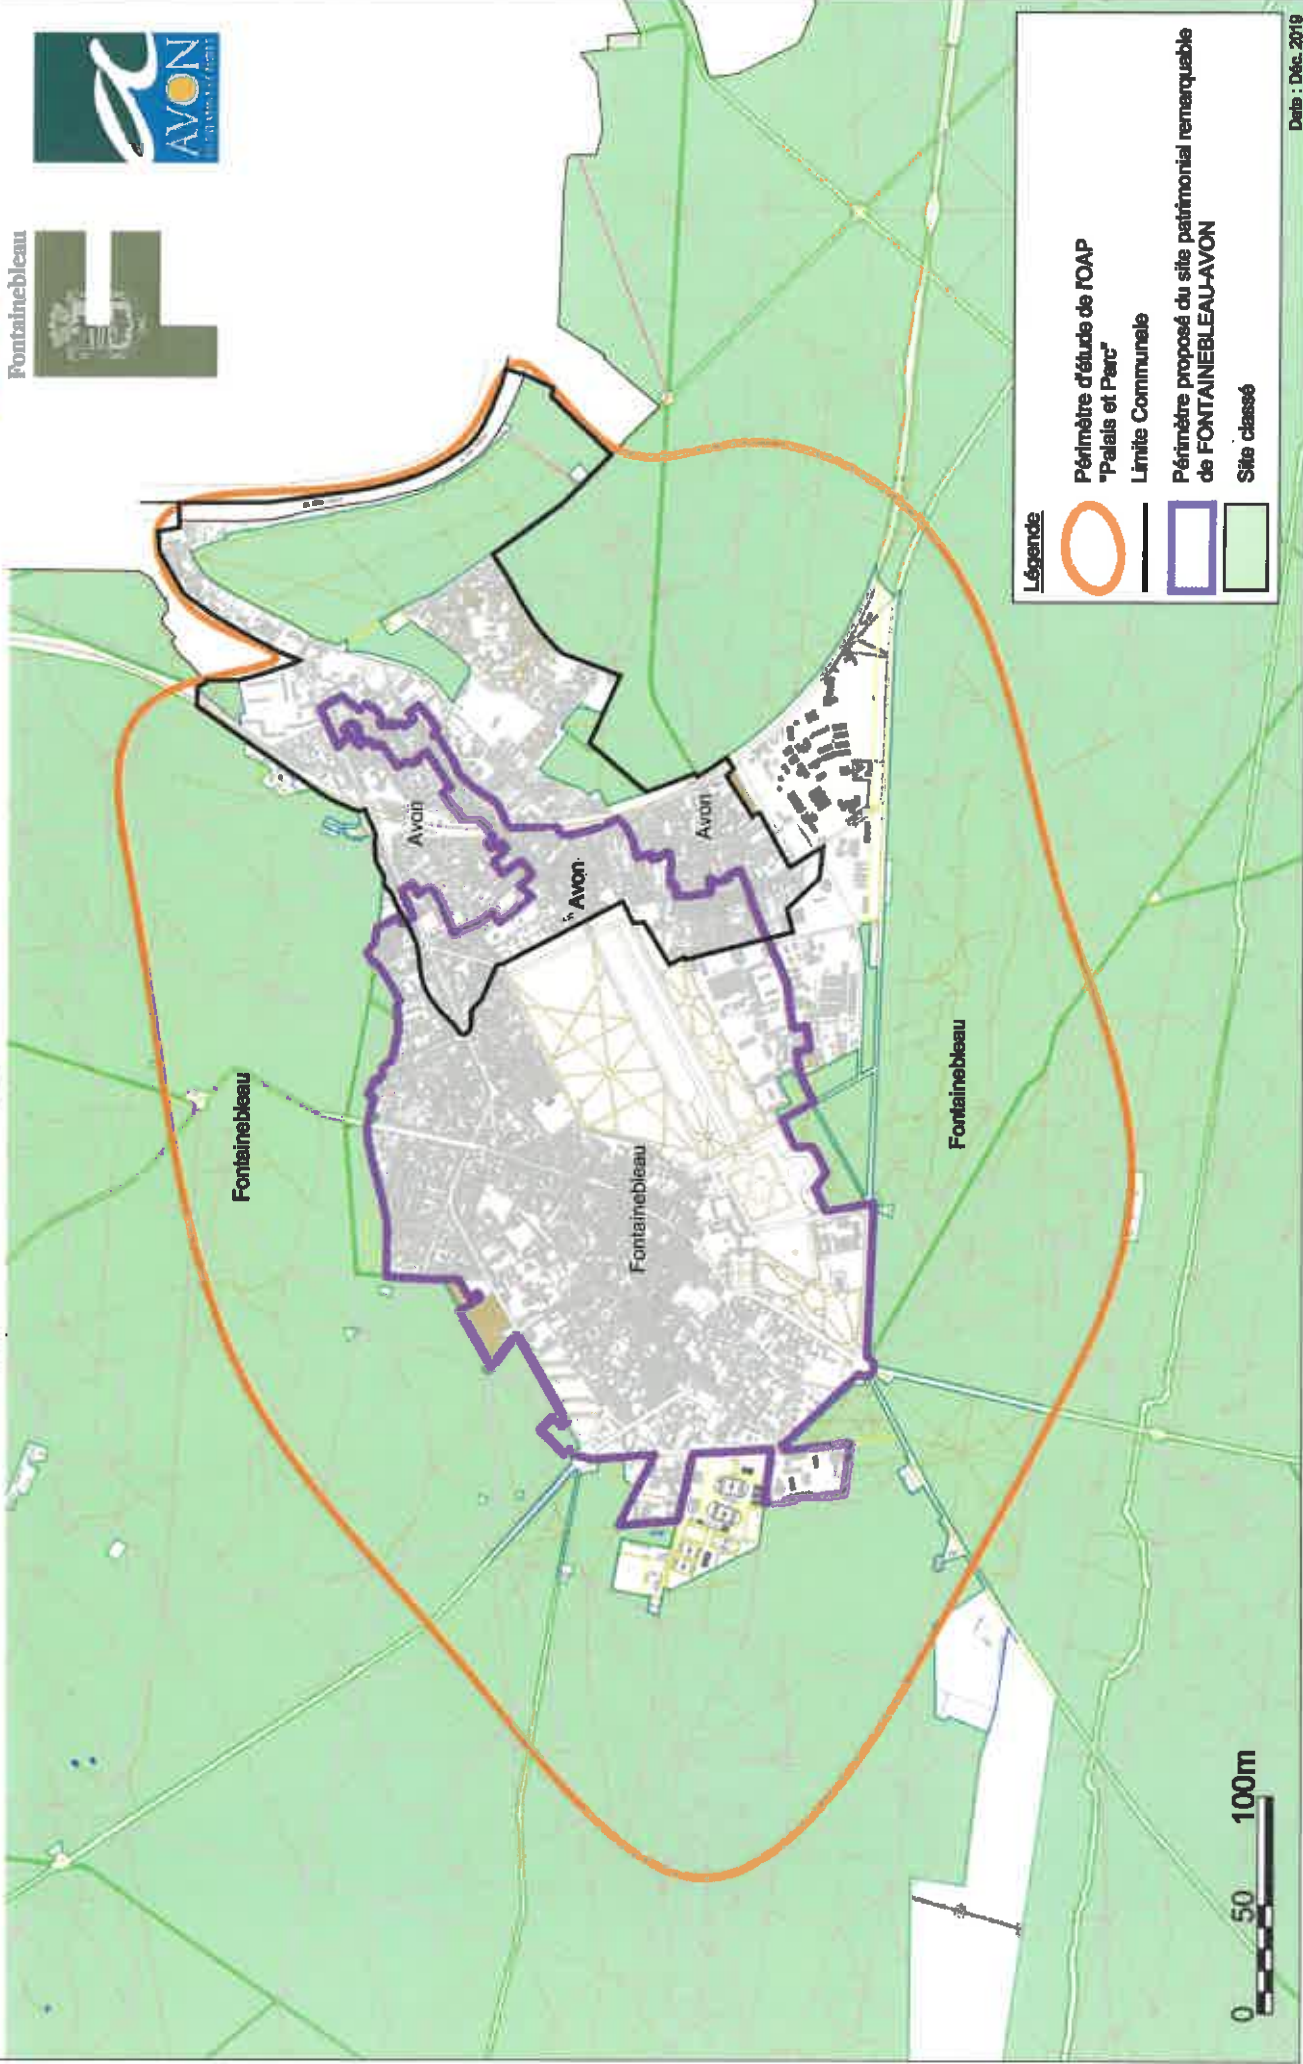 Fontainebleau
AVON
Fontainebleau
Avon
Avon
Avon
Fontainebleau
Fontainebleau
Légende
Périmètre d'étude de l'OAP
"Palais et Parc"
Limite Communale
Périmètre proposé du site patrimonial remarquable
de FONTAINEBLEAU-AVON
Site classé
0 50 100m
Date : Déc. 2019